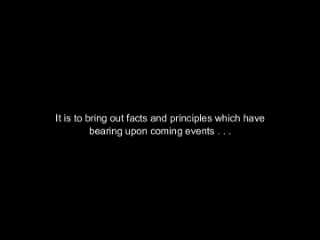 It is to bring out facts and principles which have
bearing upon coming events . . .